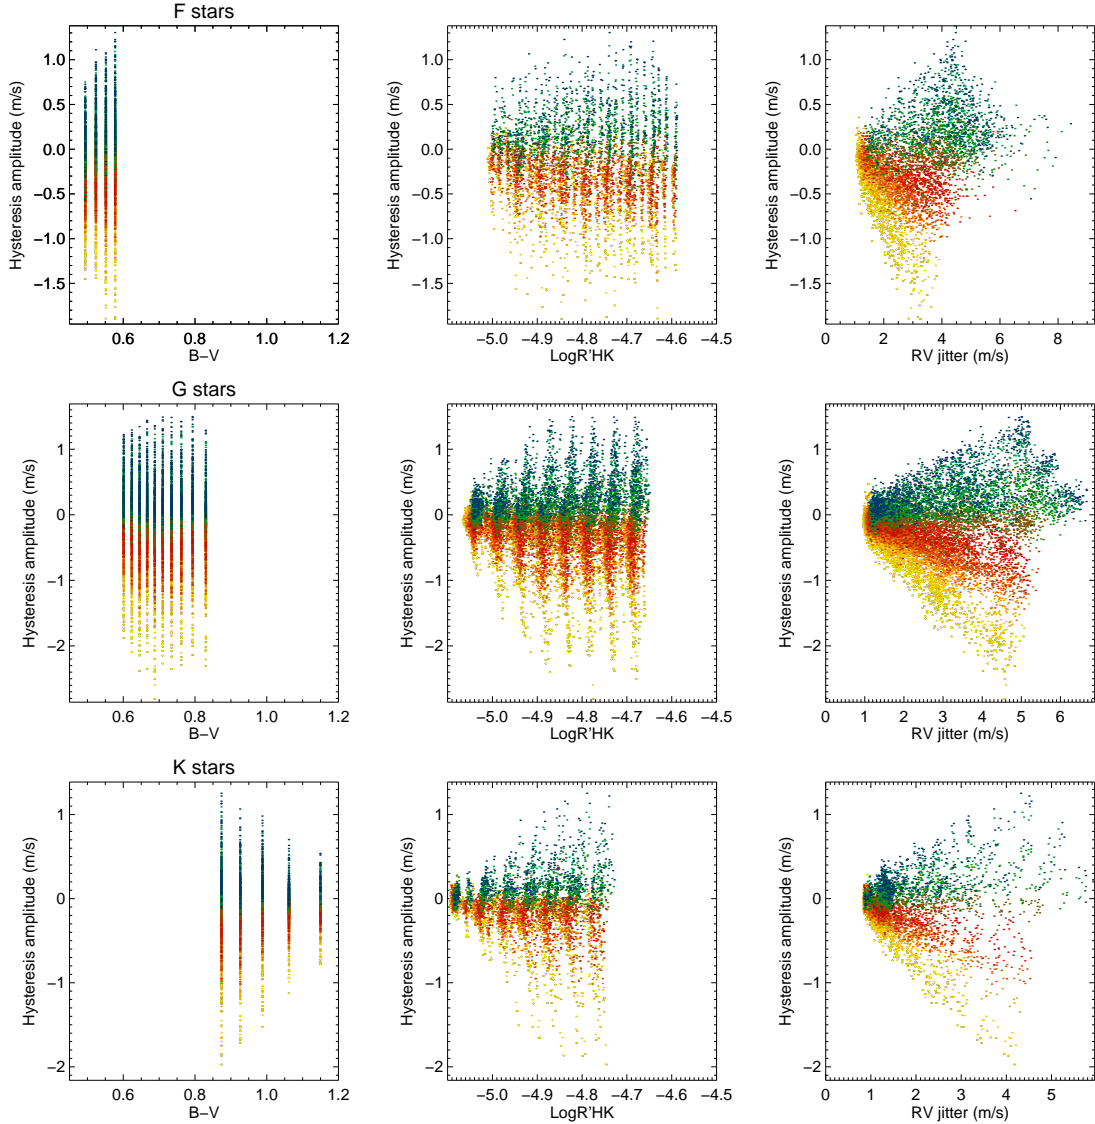 F stars
Hysteresis amplitude (m/s)
1.0
0.5
0.0
−0.5
−1.0
−1.5
0.6 0.8 1.0 1.2
B−V
Hysteresis amplitude (m/s)
1.0
0.5
0.0
−0.5
−1.0
−1.5
−5.0 −4.9 −4.8 −4.7 −4.6 −4.5
LogR'HK
Hysteresis amplitude (m/s)
1.0
0.5
0.0
−0.5
−1.0
−1.5
2 4 6 8
RV jitter (m/s)
G stars
Hysteresis amplitude (m/s)
1
0
−1
−2
0.6 0.8 1.0 1.2
B−V
Hysteresis amplitude (m/s)
1
0
−1
−2
−5.0 −4.9 −4.8 −4.7 −4.6 −4.5
LogR'HK
Hysteresis amplitude (m/s)
1
0
−1
−2
0 1 2 3 4 5 6
RV jitter (m/s)
K stars
Hysteresis amplitude (m/s)
1
0
−1
−2
0.6 0.8 1.0 1.2
B−V
Hysteresis amplitude (m/s)
1
0
−1
−2
−5.0 −4.9 −4.8 −4.7 −4.6 −4.5
LogR'HK
Hysteresis amplitude (m/s)
1
0
−1
−2
0 1 2 3 4 5
RV jitter (m/s)